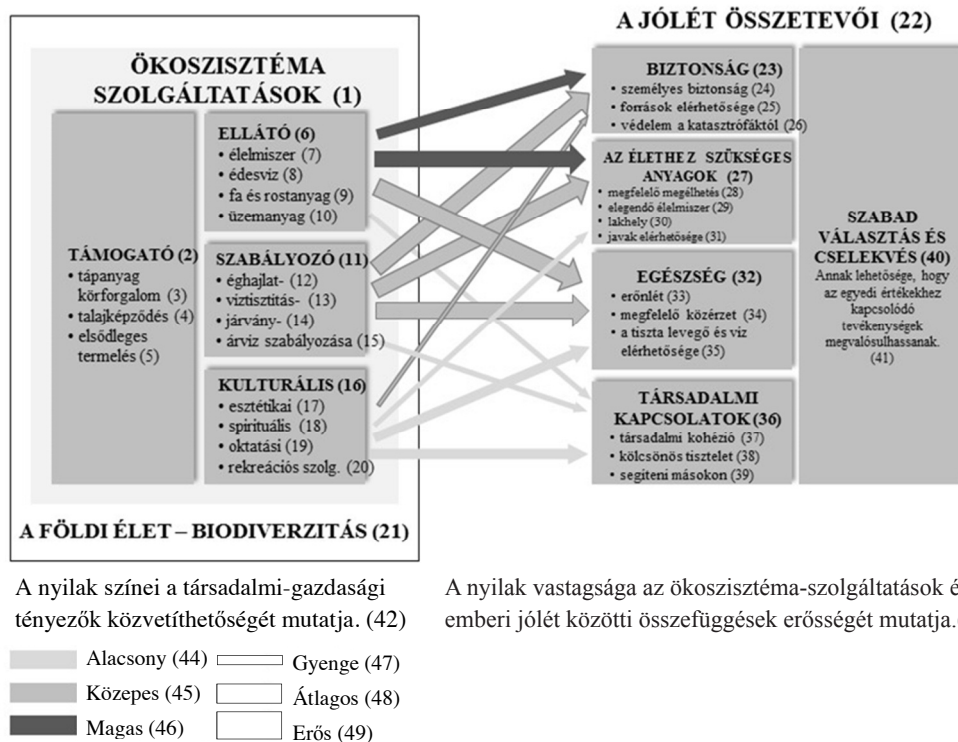 ÖKOSZISZTÉMA
SZOLGÁLTATÁSOK (1)
TÁMOGATÓ (2)
• tápanyag
körforgalom (3)
• talajképződés (4)
• elsődleges
termelés (5)
ELLÁTÓ (6)
• élelmiszer (7)
• édesvíz (8)
• fa és rostanyag (9)
• üzemanyag (10)
SZABÁLYOZÓ (11)
• éghajlat- (12)
• víztisztitás- (13)
• járvány- (14)
• árvíz szabályozása (15)
KULTURÁLIS (16)
• esztétikai (17)
• spirituális (18)
• oktatási (19)
• rekreációs szolg. (20)
A FÖLDI ÉLET – BIODIVERZITÁS (21)
A JÓLÉT ÖSSZETEVŐI (22)
BIZTONSÁG (23)
• személyes biztonság (24)
• források elérhetősége (25)
• védelem a katasztrófáktól (26)
AZ ÉLETHEZ SZÜKSÉGES
ANYAGOK (27)
• megfelelő megélhetés (28)
• elegendő élelmiszer (29)
• lakhely (30)
• javak elérhetősége (31)
EGÉSZSÉG (32)
• erőnlét (33)
• megfelelő közérzet (34)
• a tiszta levegő és víz
elérhetősége (35)
TÁRSADALMI
KAPCSOLATOK (36)
• társadalmi kohézió (37)
• kölcsönös tisztelet (38)
• segíteni másokon (39)
SZABAD
VÁLASZTÁS ÉS
CSELEKVÉS (40)
Annak lehetősége, hogy
az egyedi értékekhez
kapcsolódó
tevékenységek
megvalósulhassanak.
(41)
A nyilak színei a társadalmi-gazdasági
tényezők közvetíthetőségét mutatja. (42)
Alacsony (44)
Közepes (45)
Magas (46)
Gyenge (47)
Átlagos (48)
Erős (49)
A nyilak vastagsága az ökoszisztéma-szolgáltatások
emberi jólét közötti összefüggések erősségét mutatja.